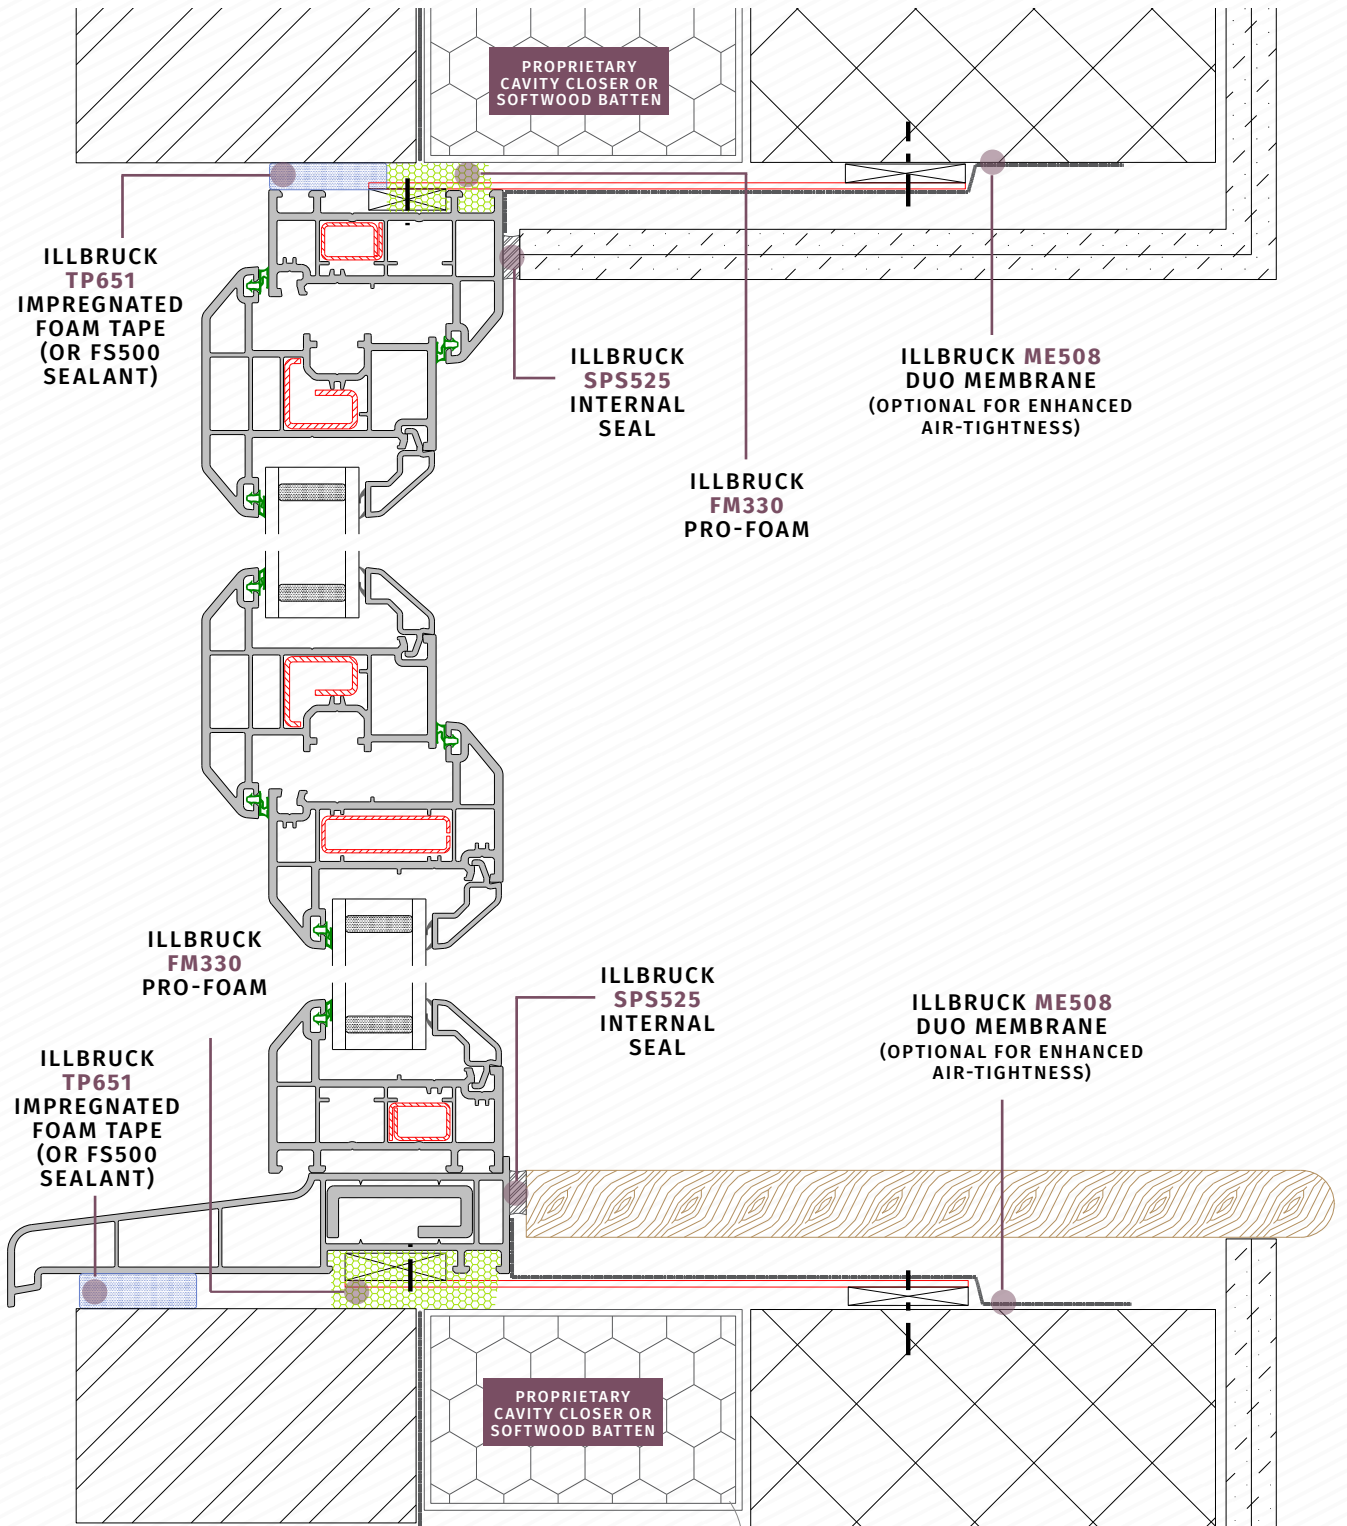 PROPRIETARY
CAVITY CLOSER OR
SOFTWOOD BATTEN
ILLBRUCK
TP651
IMPREGNATED
FOAM TAPE
(OR FS500
SEALANT)
ILLBRUCK
SPS525
INTERNAL
SEAL
ILLBRUCK ME508
DUO MEMBRANE
(OPTIONAL FOR ENHANCED
AIR-TIGHTNESS)
ILLBRUCK
FM330
PRO-FOAM
ILLBRUCK
FM330
PRO-FOAM
ILLBRUCK
SPS525
INTERNAL
SEAL
ILLBRUCK ME508
DUO MEMBRANE
(OPTIONAL FOR ENHANCED
AIR-TIGHTNESS)
ILLBRUCK
TP651
IMPREGNATED
FOAM TAPE
(OR FS500
SEALANT)
PROPRIETARY
CAVITY CLOSER OR
SOFTWOOD BATTEN